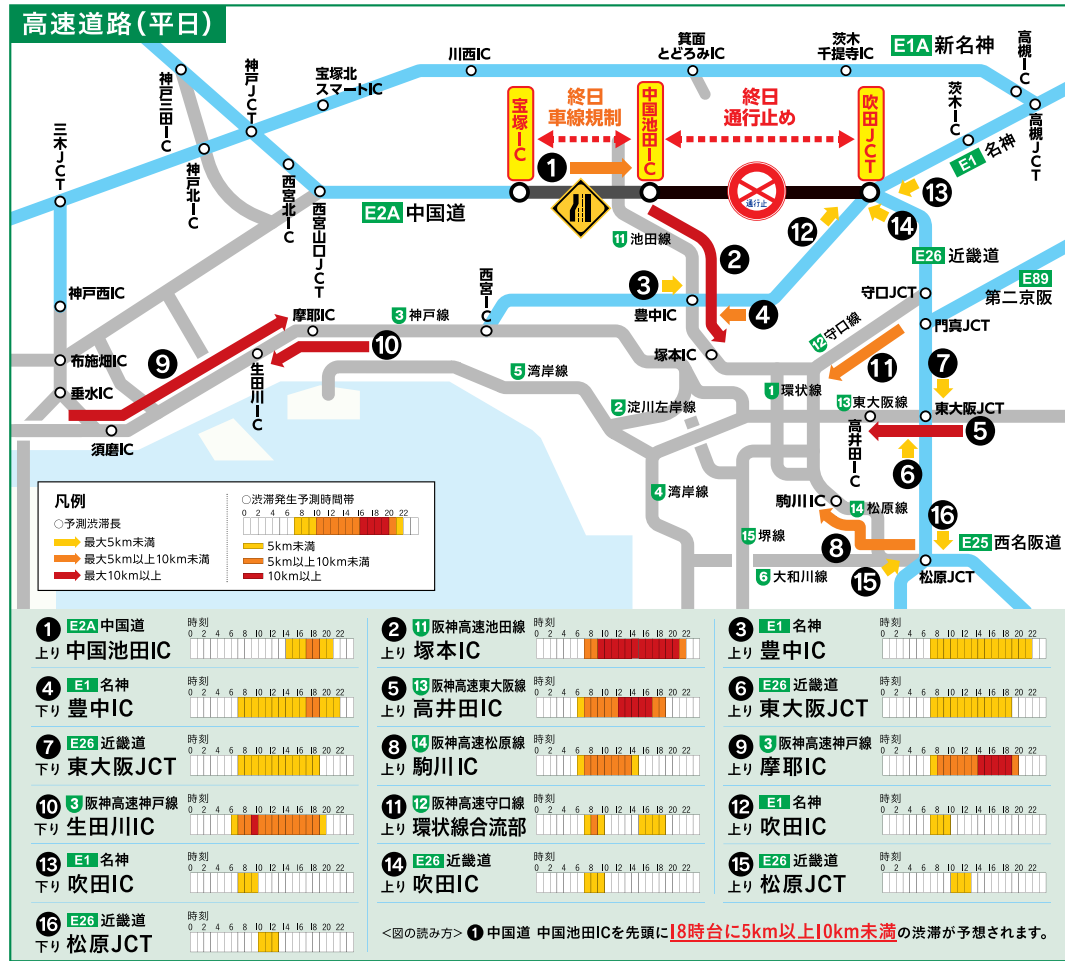 高速道路(平日)
E1A 新名神
川西IC
箕面
とどろみIC
茨木
千提寺IC
高槻IC
高槻JCT
神戸三田IC
神戸JCT
宝塚北
スマートIC
三木JCT
神戸北IC
西宮北IC
西宮山口JCT
宝塚IC
終日
車線規制
中国池田IC
終日
通行止め
吹田JCT
茨木IC
E1 名神
1
13
通行止
E2A 中国道
12
14
11 池田線
2
E26 近畿道
E89
第二京阪
神戸西IC
西宮IC
3
豊中IC
守口JCT
摩耶IC
3 神戸線
4
12 守口線
門真JCT
9
10
塚本IC
11
布施畑IC
生田川IC
5 湾岸線
1 環状線
7
垂水IC
2 淀川左岸線
13 東大阪線
東大阪JCT
須磨IC
高井田IC
5
6
凡例
○予測渋滞長
最大5km未満
最大5km以上10km未満
最大10km以上
○渋滞発生予測時間帯
0 2 4 6 8 10 12 14 16 18 20 22
5km未満
5km以上10km未満
10km以上
4 湾岸線
駒川IC
14 松原線
16
15 堺線
8
E25 西名阪道
6 大和川線
15
松原JCT
1 E2A 中国道
上り 中国池田IC
時刻
0 2 4 6 8 10 12 14 16 18 20 22
2 11 阪神高速池田線
上り 塚本IC
時刻
0 2 4 6 8 10 12 14 16 18 20 22
3 E1 名神
上り 豊中IC
時刻
0 2 4 6 8 10 12 14 16 18 20 22
4 E1 名神
下り 豊中IC
時刻
0 2 4 6 8 10 12 14 16 18 20 22
5 13 阪神高速東大阪線
上り 高井田IC
時刻
0 2 4 6 8 10 12 14 16 18 20 22
6 E26 近畿道
上り 東大阪JCT
時刻
0 2 4 6 8 10 12 14 16 18 20 22
7 E26 近畿道
下り 東大阪JCT
時刻
0 2 4 6 8 10 12 14 16 18 20 22
8 14 阪神高速松原線
上り 駒川IC
時刻
0 2 4 6 8 10 12 14 16 18 20 22
9 3 阪神高速神戸線
上り 摩耶IC
時刻
0 2 4 6 8 10 12 14 16 18 20 22
10 3 阪神高速神戸線
下り 生田川IC
時刻
0 2 4 6 8 10 12 14 16 18 20 22
11 12 阪神高速守口線
上り 環状線合流部
時刻
0 2 4 6 8 10 12 14 16 18 20 22
12 E1 名神
上り 吹田IC
時刻
0 2 4 6 8 10 12 14 16 18 20 22
13 E1 名神
下り 吹田IC
時刻
0 2 4 6 8 10 12 14 16 18 20 22
14 E26 近畿道
上り 吹田IC
時刻
0 2 4 6 8 10 12 14 16 18 20 22
15 E26 近畿道
上り 松原JCT
時刻
0 2 4 6 8 10 12 14 16 18 20 22
16 E26 近畿道
下り 松原JCT
時刻
0 2 4 6 8 10 12 14 16 18 20 22
<図の読み方> 1 中国道 中国池田ICを先頭に18時台に5km以上10km未満の渋滞が予想されます。